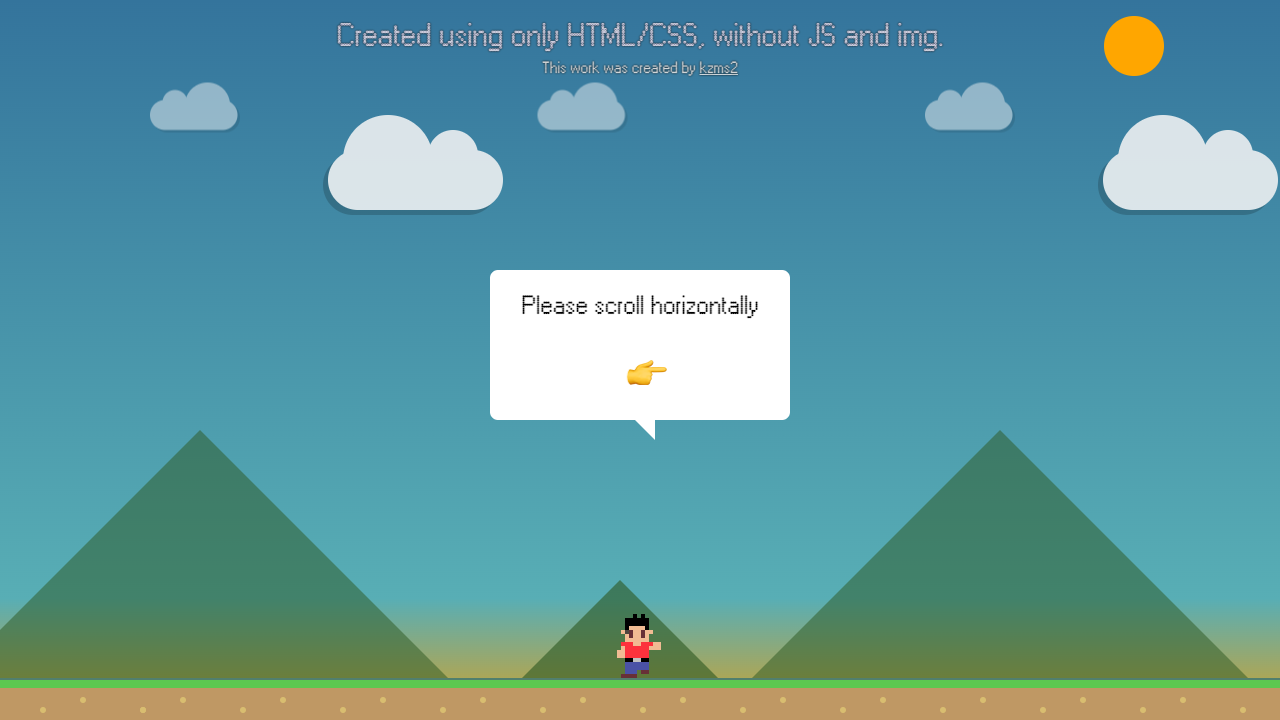 Created using only HTML/CSS, without JS and img.
This work was created by kzms2
Please scroll horizontally